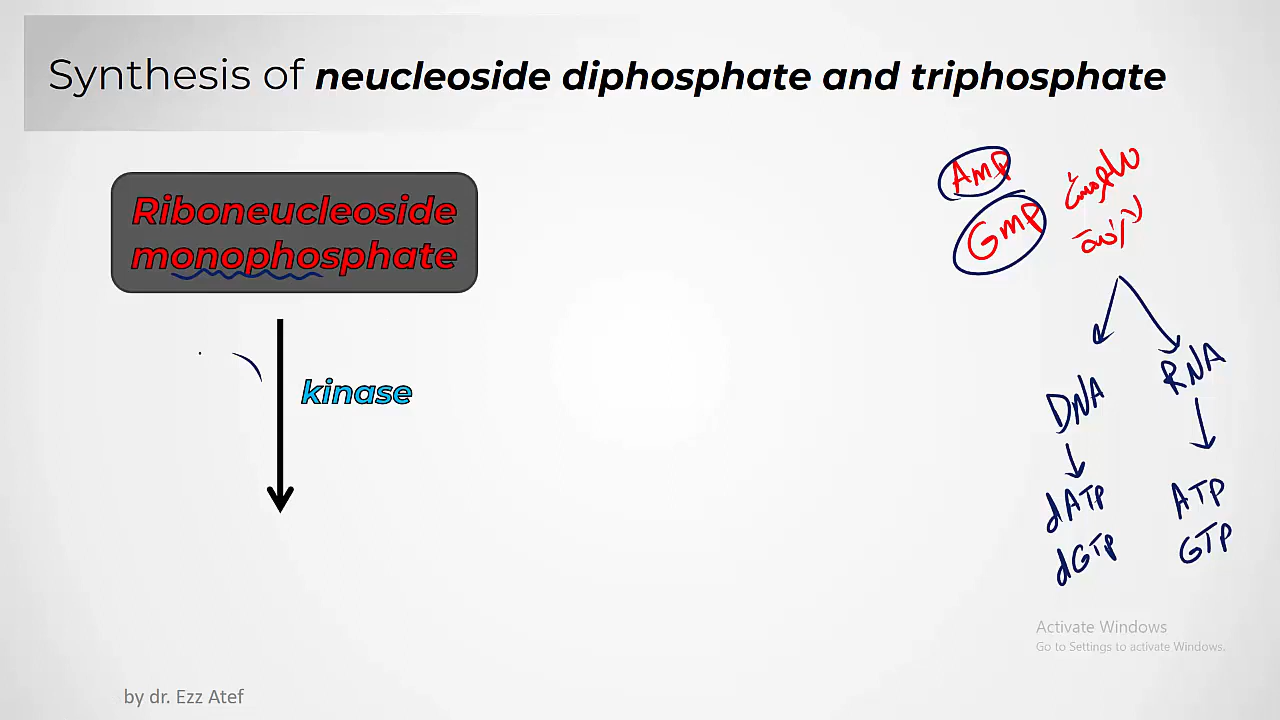 Synthesis of neucleoside diphosphate and triphosphate
Riboneucleoside
monophosphate
kinase
AMP
GMP
DNA
RNA
dATP
dGTP
ATP
GTP
Activate Windows
Go to Settings to activate Windows.
by dr. Ezz Atef